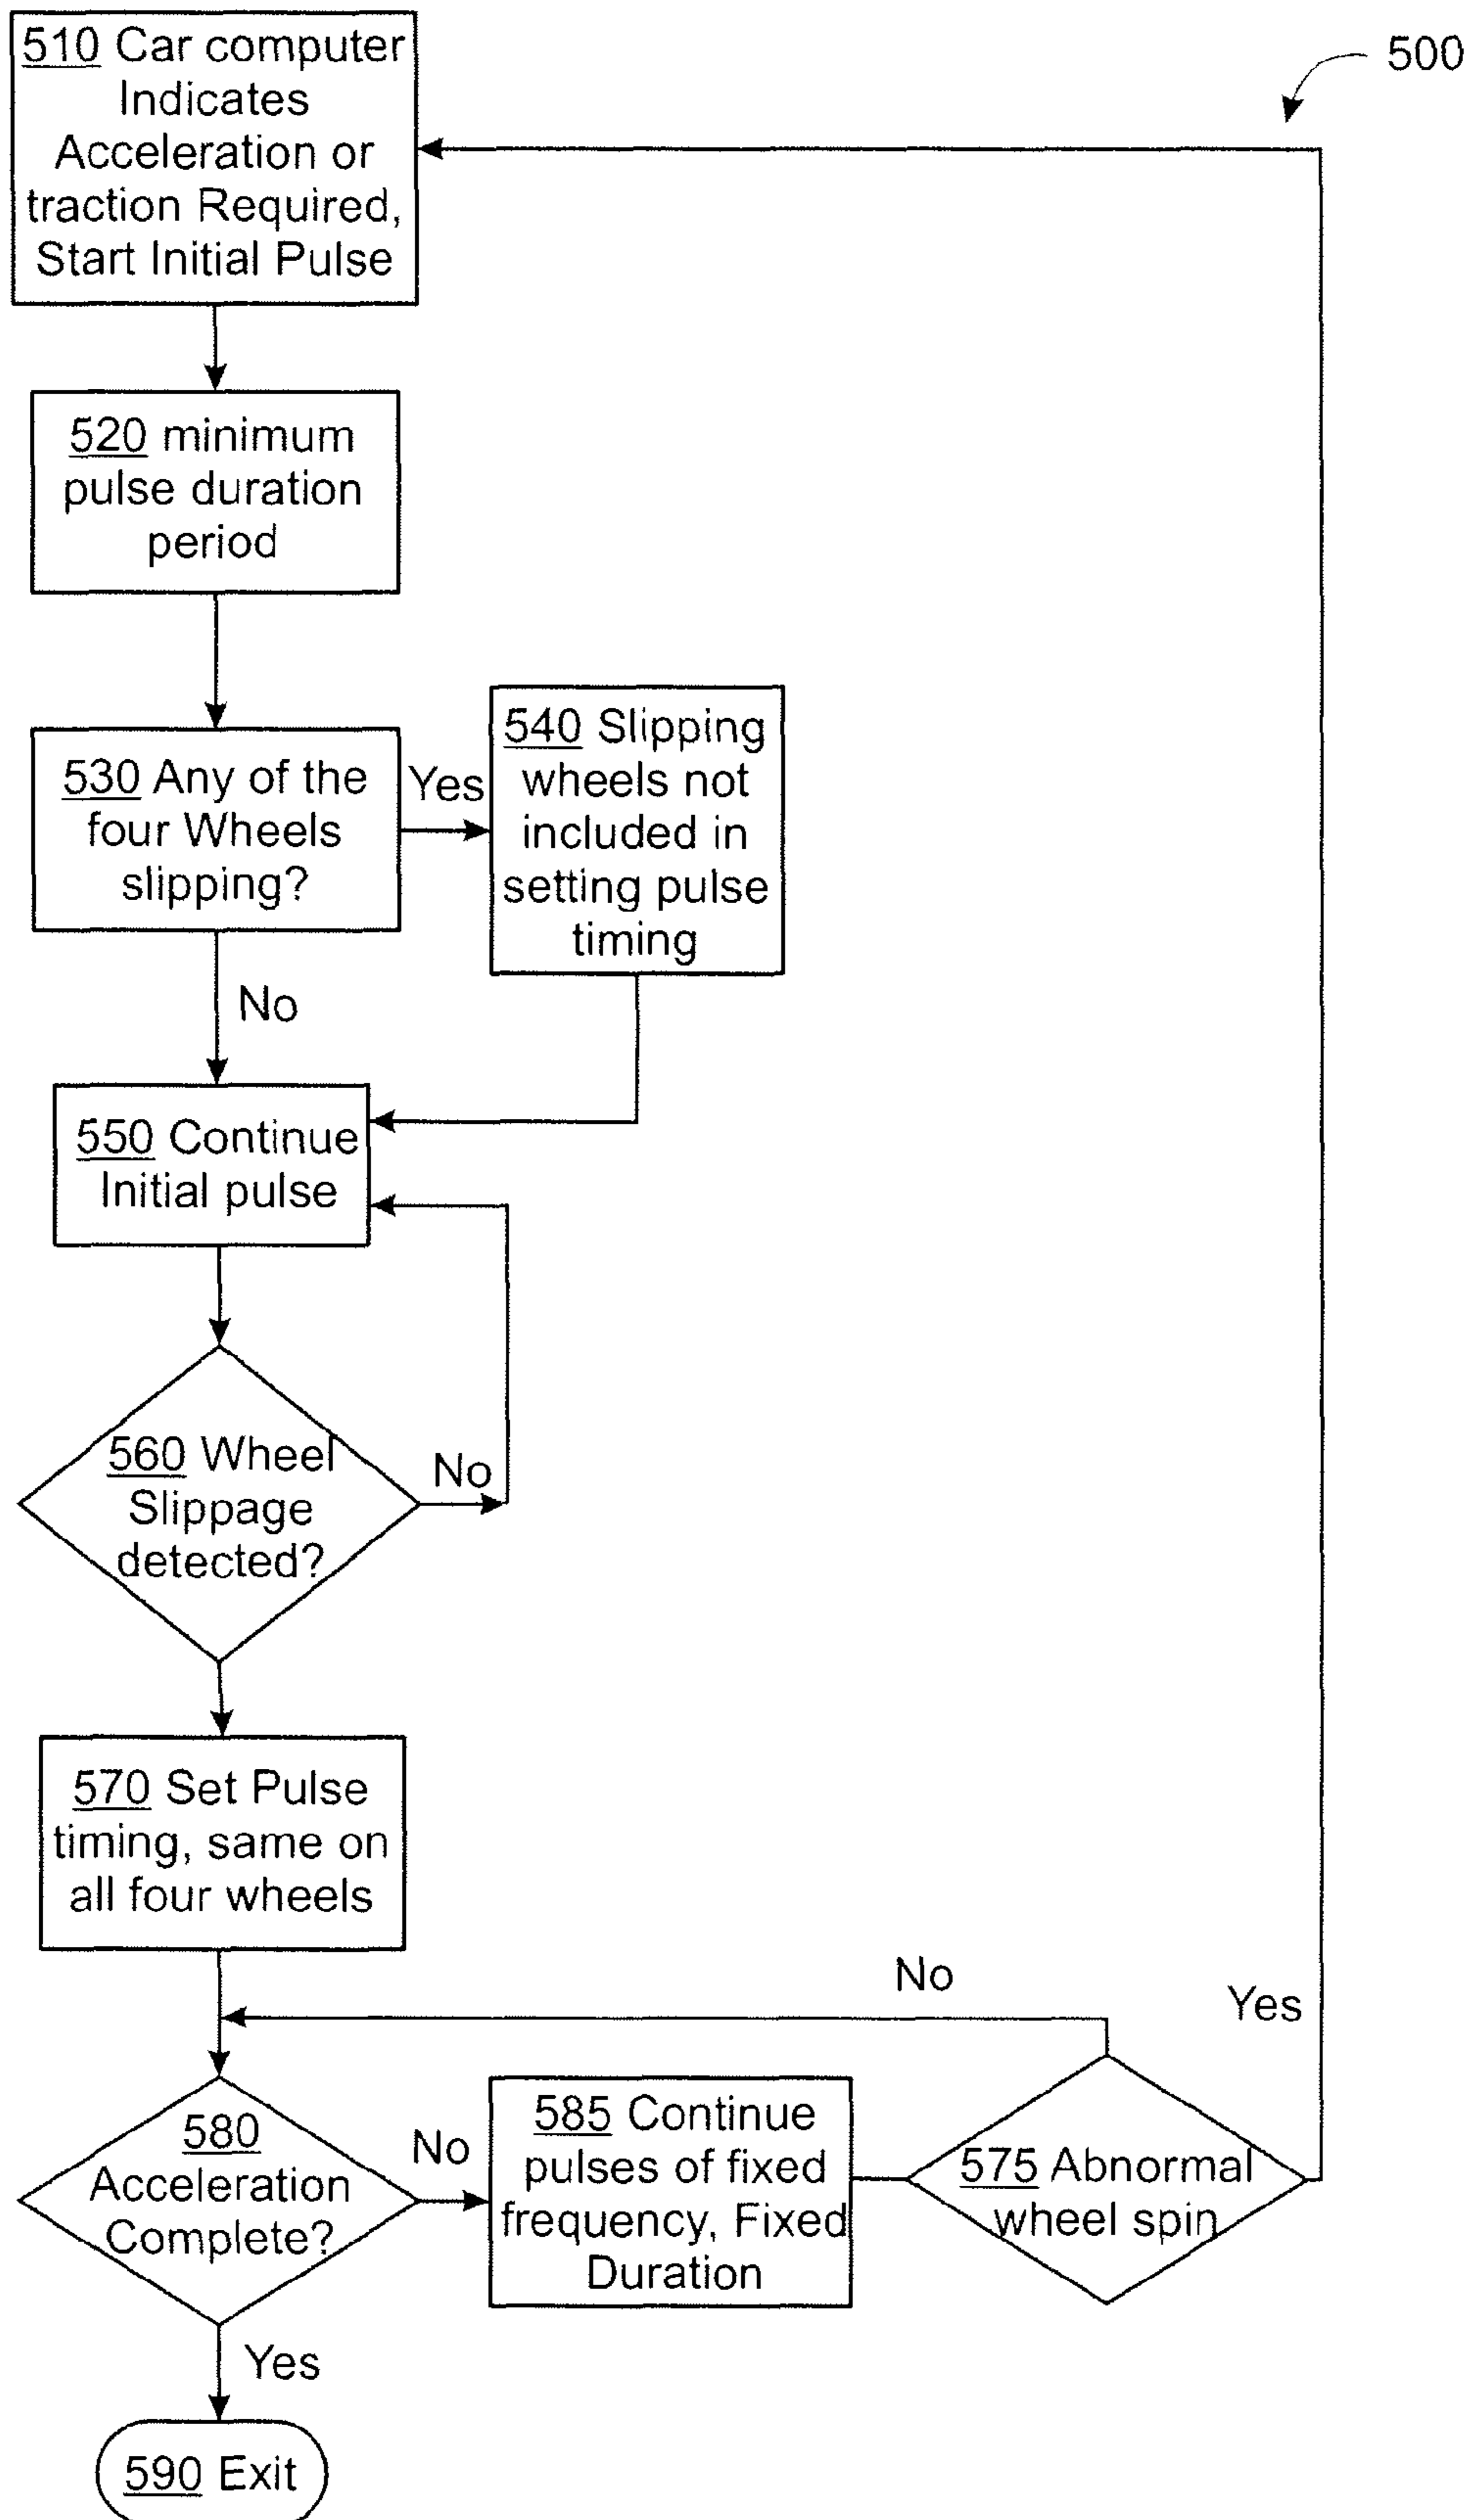 500
510 Car computer
Indicates
Acceleration or
traction Required,
Start Initial Pulse
520 minimum
pulse duration
period
530 Any of the
four Wheels
slipping?
Yes
540 Slipping
wheels not
included in
setting pulse
timing
No
550 Continue
Initial pulse
560 Wheel
Slippage
detected?
No
570 Set Pulse
timing, same on
all four wheels
No
Yes
580
Acceleration
Complete?
No
585 Continue
pulses of fixed
frequency, Fixed
Duration
575 Abnormal
wheel spin
Yes
590 Exit